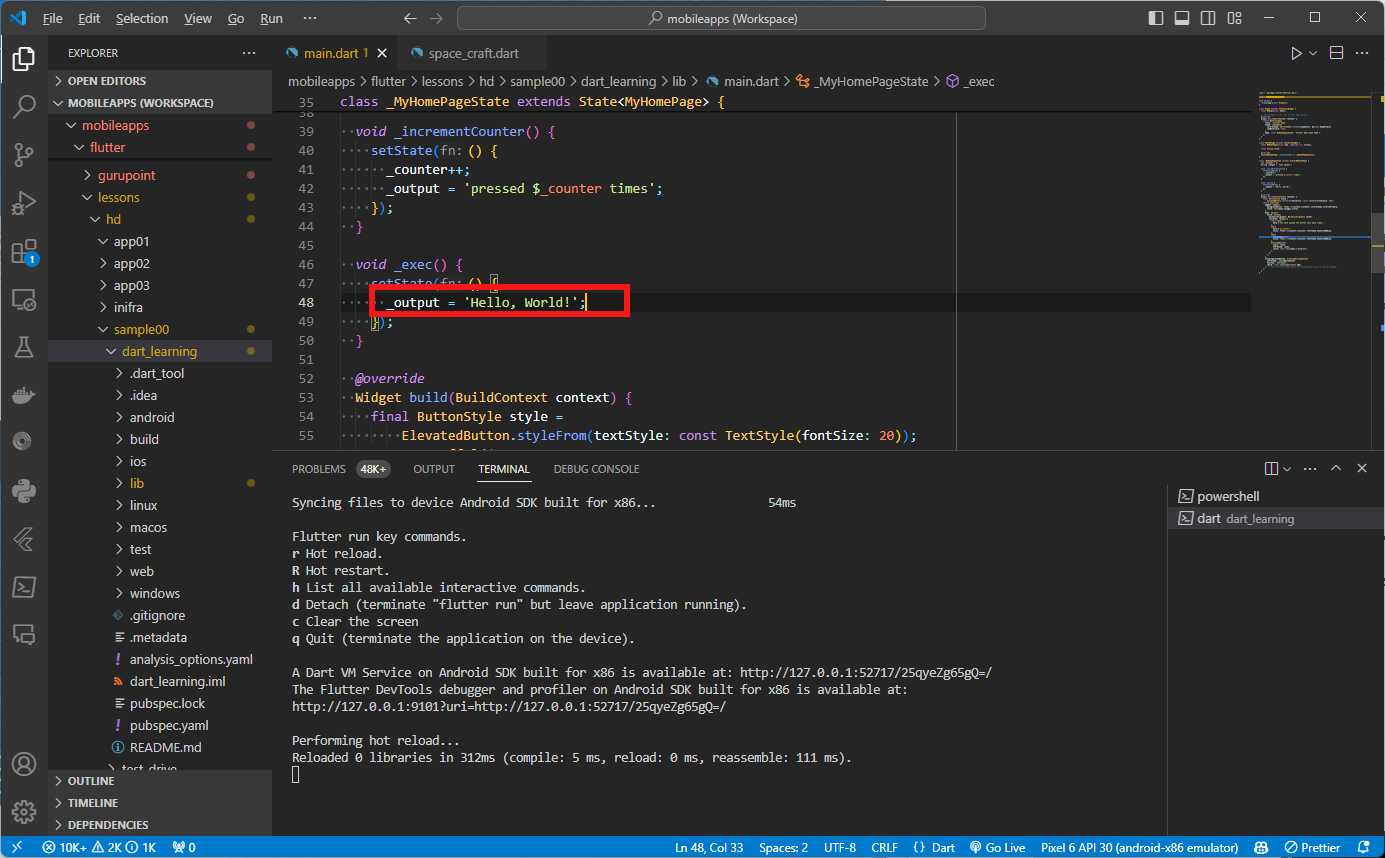 File Edit Selection View Go Run ··· mobileapps (Workspace)
EXPLORER ···
OPEN EDITORS
MOBILEAPPS (WORKSPACE)
mobileapps
flutter
gurupoint
lessons
hd
app01
app02
app03
inifra
sample00
dart_learning
.dart_tool
.idea
android
build
ios
lib
linux
macos
test
web
windows
.gitignore
.metadata
analysis_options.yaml
dart_learning.iml
pubspec.lock
pubspec.yaml
README.md
test_drive
OUTLINE
TIMELINE
DEPENDENCIES
1
main.dart 1 space_craft.dart
mobileapps > flutter > lessons > hd > sample00 > dart_learning > lib > main.dart > _MyHomePageState > _exec
35 class _MyHomePageState extends State<MyHomePage> {
38
39 void _incrementCounter() {
40 setState(fn: () {
41 _counter++;
42 _output = 'pressed $_counter times';
43 });
44 }
45
46 void _exec() {
47 setState(fn: () {
48 _output = 'Hello, World!';
49 });
50 }
51
52 @override
53 Widget build(BuildContext context) {
54 final ButtonStyle style =
55 ElevatedButton.styleFrom(textStyle: const TextStyle(fontSize: 20));
PROBLEMS 48K+ OUTPUT TERMINAL DEBUG CONSOLE
Syncing files to device Android SDK built for x86... 54ms
Flutter run key commands.
r Hot reload.
R Hot restart.
h List all available interactive commands.
d Detach (terminate "flutter run" but leave application running).
c Clear the screen
q Quit (terminate the application on the device).
A Dart VM Service on Android SDK built for x86 is available at: http://127.0.0.1:52717/25qyeZg65gQ=/
The Flutter DevTools debugger and profiler on Android SDK built for x86 is available at:
http://127.0.0.1:9101?uri=http://127.0.0.1:52717/25qyeZg65gQ=/
Performing hot reload...
Reloaded 0 libraries in 312ms (compile: 5 ms, reload: 0 ms, reassemble: 111 ms).
powershell
dart dart_learning
10K+ 2K 1K 0 Ln 48, Col 33 Spaces: 2 UTF-8 CRLF {} Dart Go Live Pixel 6 API 30 (android-x86 emulator) Prettier